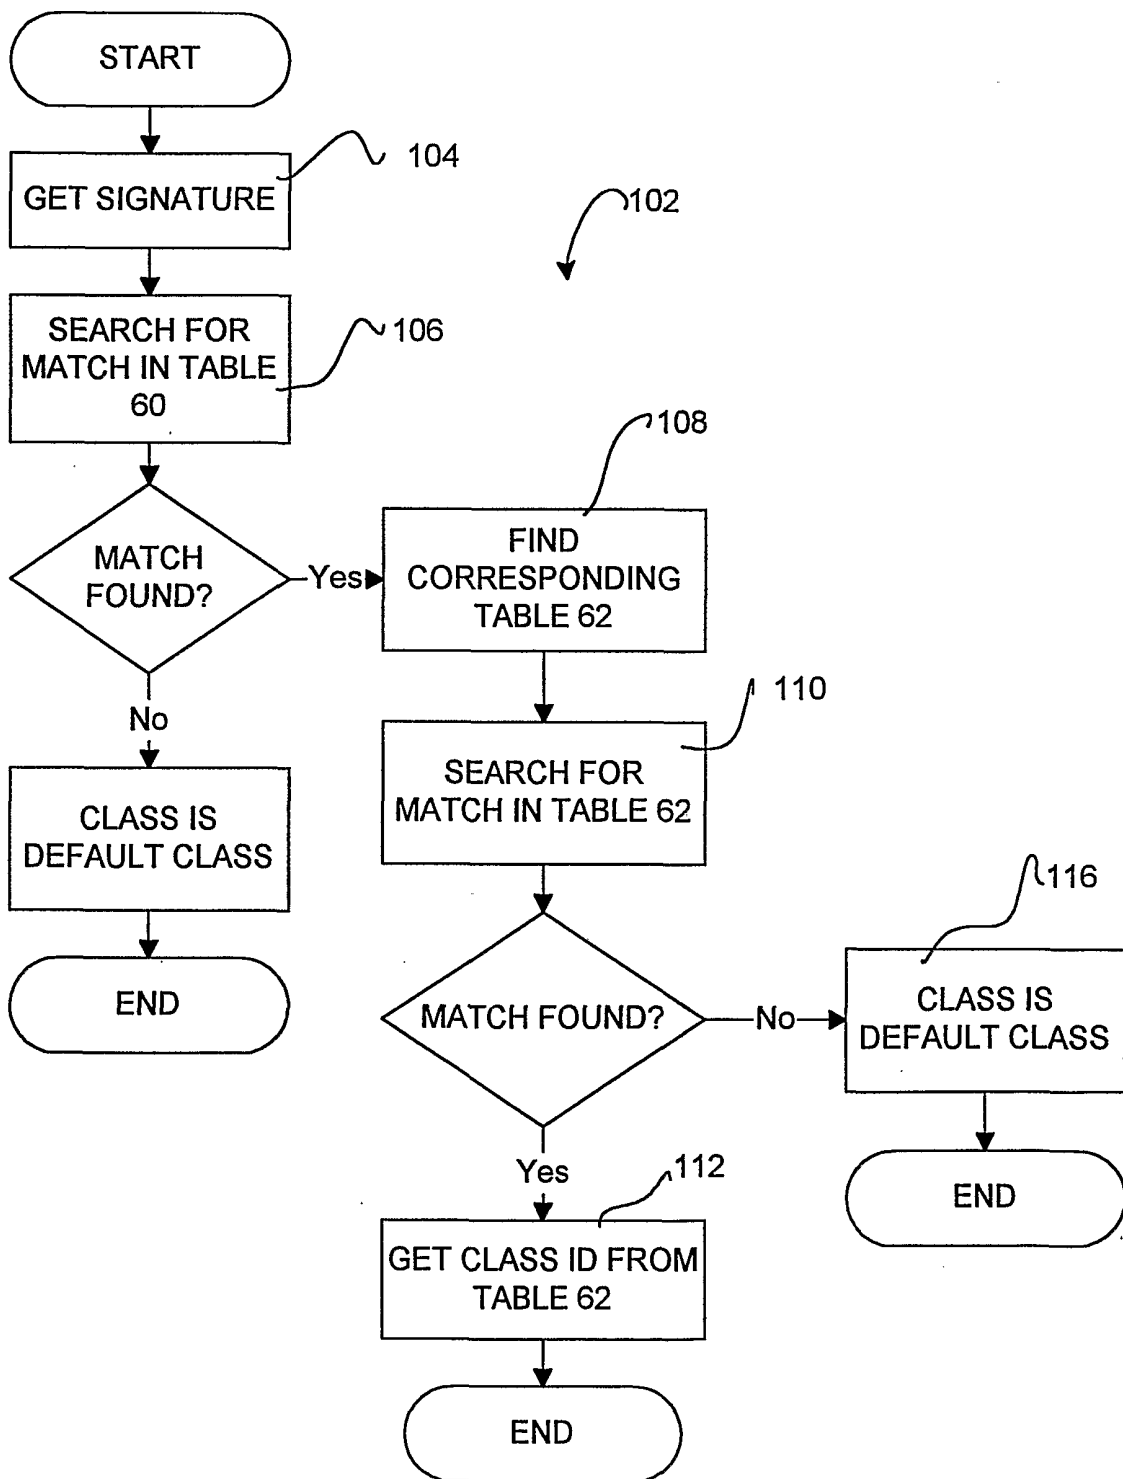 START
104
GET SIGNATURE
102
SEARCH FOR
MATCH IN TABLE
60
106
108
MATCH
FOUND?
Yes
FIND
CORRESPONDING
TABLE 62
No
110
CLASS IS
DEFAULT CLASS
SEARCH FOR
MATCH IN TABLE 62
END
116
MATCH FOUND?
No
CLASS IS
DEFAULT CLASS
Yes
112
END
GET CLASS ID FROM
TABLE 62
END